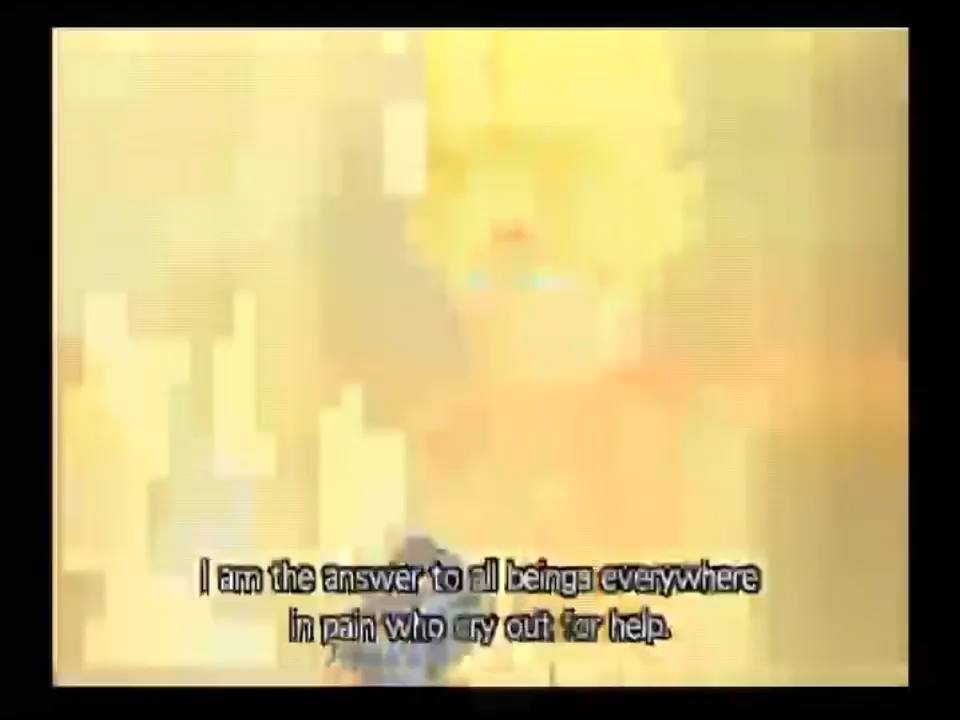 I am the answer to all beings everywhere
in pain who cry out for help.